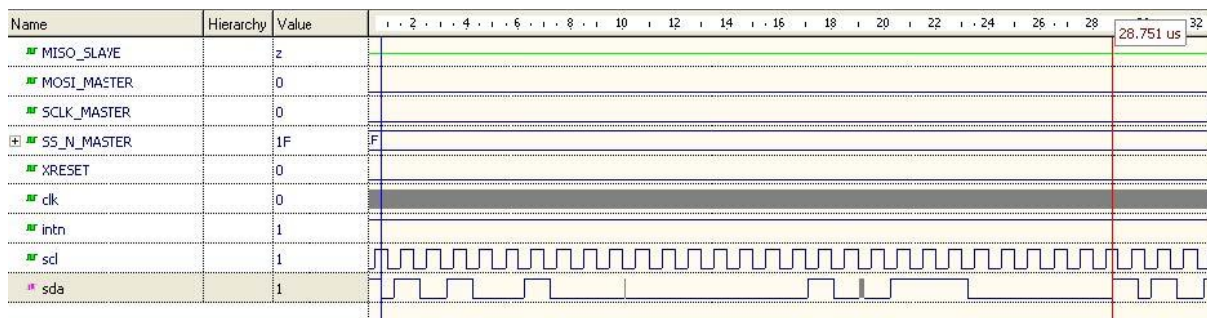 Name Hierarchy Value 2 4 6 8 10 12 14 16 18 20 22 24 26 28 32
28.751 us
MISO_SLAVE z
MOSI_MASTER 0
SCLK_MASTER 0
SS_N_MASTER 1F F
XRESET 0
clk 0
intn 1
scl 1
sda 1